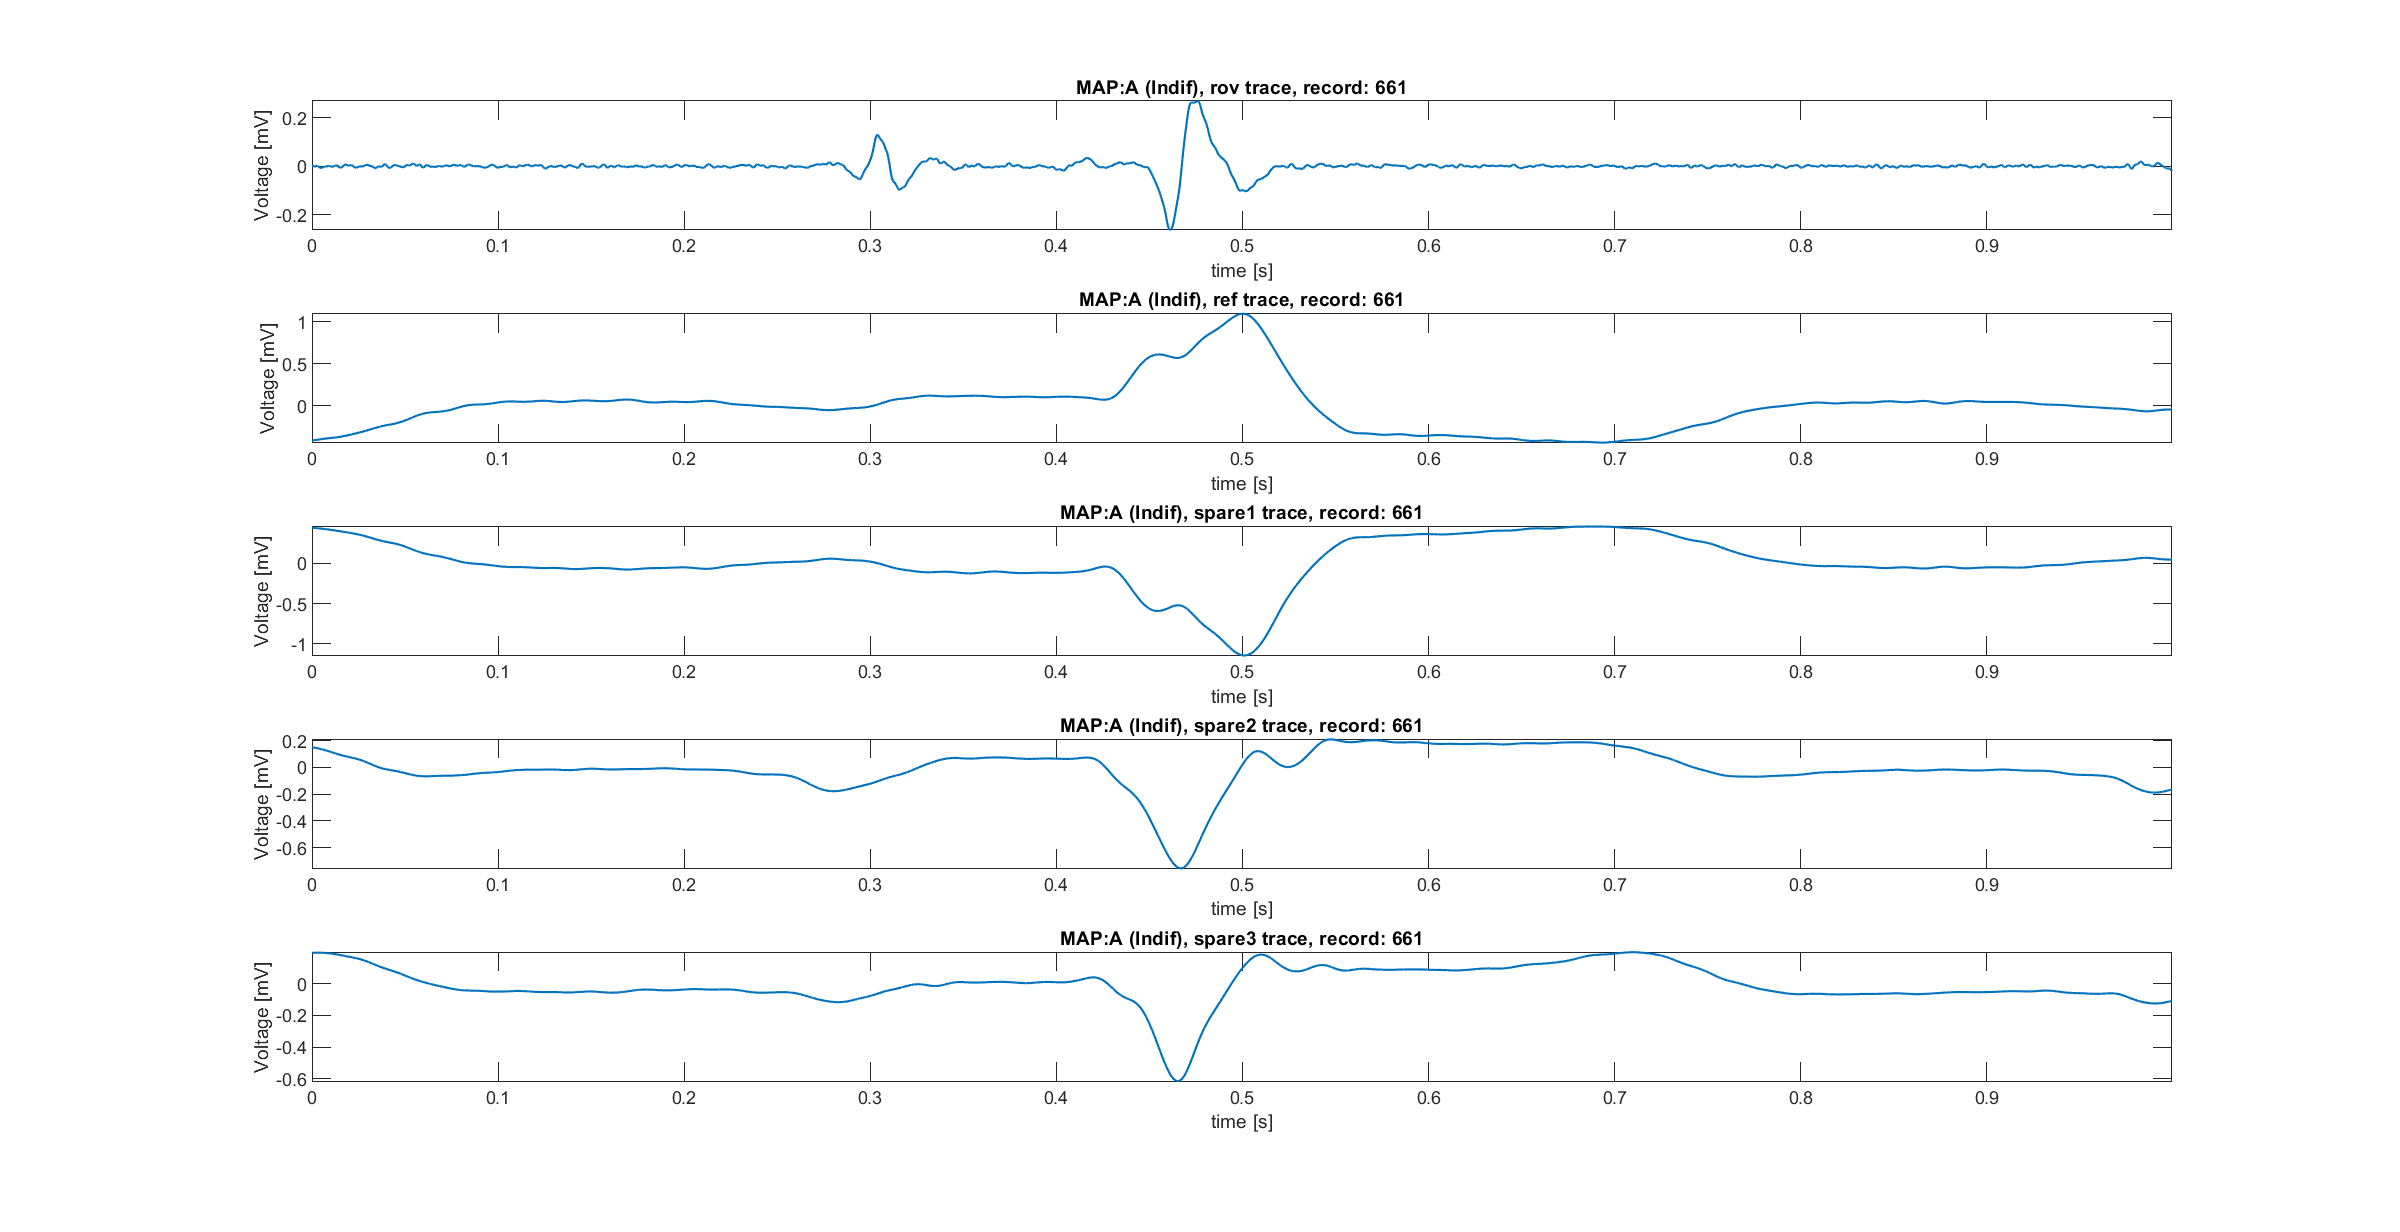 MAP:A (Indif), rov trace, record: 661
Voltage [mV]
0.2
0
-0.2
0 0.1 0.2 0.3 0.4 0.5 0.6 0.7 0.8 0.9
time [s]
MAP:A (Indif), ref trace, record: 661
Voltage [mV]
1
0.5
0
0 0.1 0.2 0.3 0.4 0.5 0.6 0.7 0.8 0.9
time [s]
MAP:A (Indif), spare1 trace, record: 661
Voltage [mV]
0
-0.5
-1
0 0.1 0.2 0.3 0.4 0.5 0.6 0.7 0.8 0.9
time [s]
MAP:A (Indif), spare2 trace, record: 661
Voltage [mV]
0.2
0
-0.2
-0.4
-0.6
0 0.1 0.2 0.3 0.4 0.5 0.6 0.7 0.8 0.9
time [s]
MAP:A (Indif), spare3 trace, record: 661
Voltage [mV]
0
-0.2
-0.4
-0.6
0 0.1 0.2 0.3 0.4 0.5 0.6 0.7 0.8 0.9
time [s]